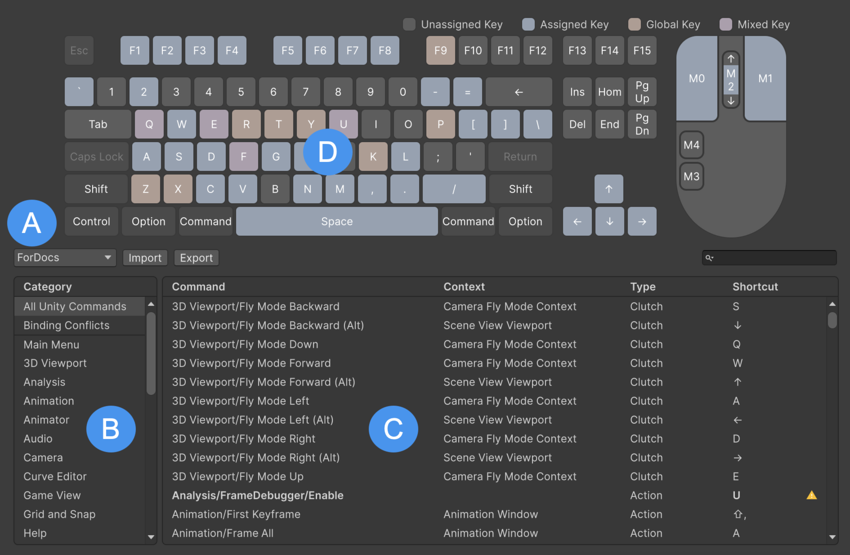 Unassigned Key Assigned Key Global Key Mixed Key
Esc F1 F2 F3 F4 F5 F6 F7 F8 F9 F10 F11 F12 F13 F14 F15
` 1 2 3 4 5 6 7 8 9 0 - = ← Ins Hom Pg Up
Tab Q W E R T Y U I O P [ ] \ Del End Pg Dn
Caps Lock A S D F G D K L ; ' Return
Shift Z X C V B N M , . / Shift ↑
Control Option Command Space Command Option ← ↓ →
M0 ↑ M 2 ↓ M1
M4
M3
A
ForDocs Import Export
Category
All Unity Commands
Binding Conflicts
Main Menu
3D Viewport
Analysis
Animation
Animator
Audio
Camera
Curve Editor
Game View
Grid and Snap
Help
B
Command Context Type Shortcut
3D Viewport/Fly Mode Backward Camera Fly Mode Context Clutch S
3D Viewport/Fly Mode Backward (Alt) Scene View Viewport Clutch ↓
3D Viewport/Fly Mode Down Camera Fly Mode Context Clutch Q
3D Viewport/Fly Mode Forward Camera Fly Mode Context Clutch W
3D Viewport/Fly Mode Forward (Alt) Scene View Viewport Clutch ↑
3D Viewport/Fly Mode Left Camera Fly Mode Context Clutch A
3D Viewport/Fly Mode Left (Alt) Scene View Viewport Clutch ←
3D Viewport/Fly Mode Right Camera Fly Mode Context Clutch D
3D Viewport/Fly Mode Right (Alt) Scene View Viewport Clutch →
3D Viewport/Fly Mode Up Camera Fly Mode Context Clutch E
Analysis/FrameDebugger/Enable Action U
Animation/First Keyframe Animation Window Action ⇧,
Animation/Frame All Animation Window Action A
C